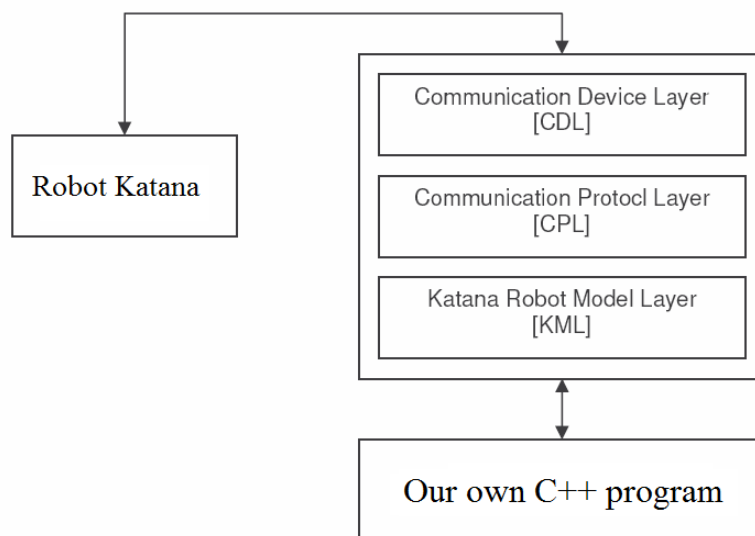 Communication Device Layer
[CDL]
Robot Katana
Communication Protocl Layer
[CPL]
Katana Robot Model Layer
[KML]
Our own C++ program